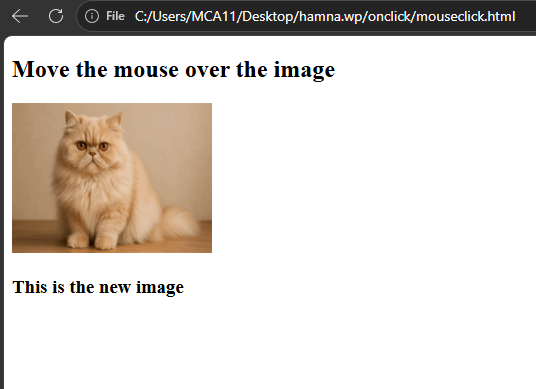 File C:/Users/MCA11/Desktop/hamna.wp/onclick/mouseclick.html
Move the mouse over the image
This is the new image